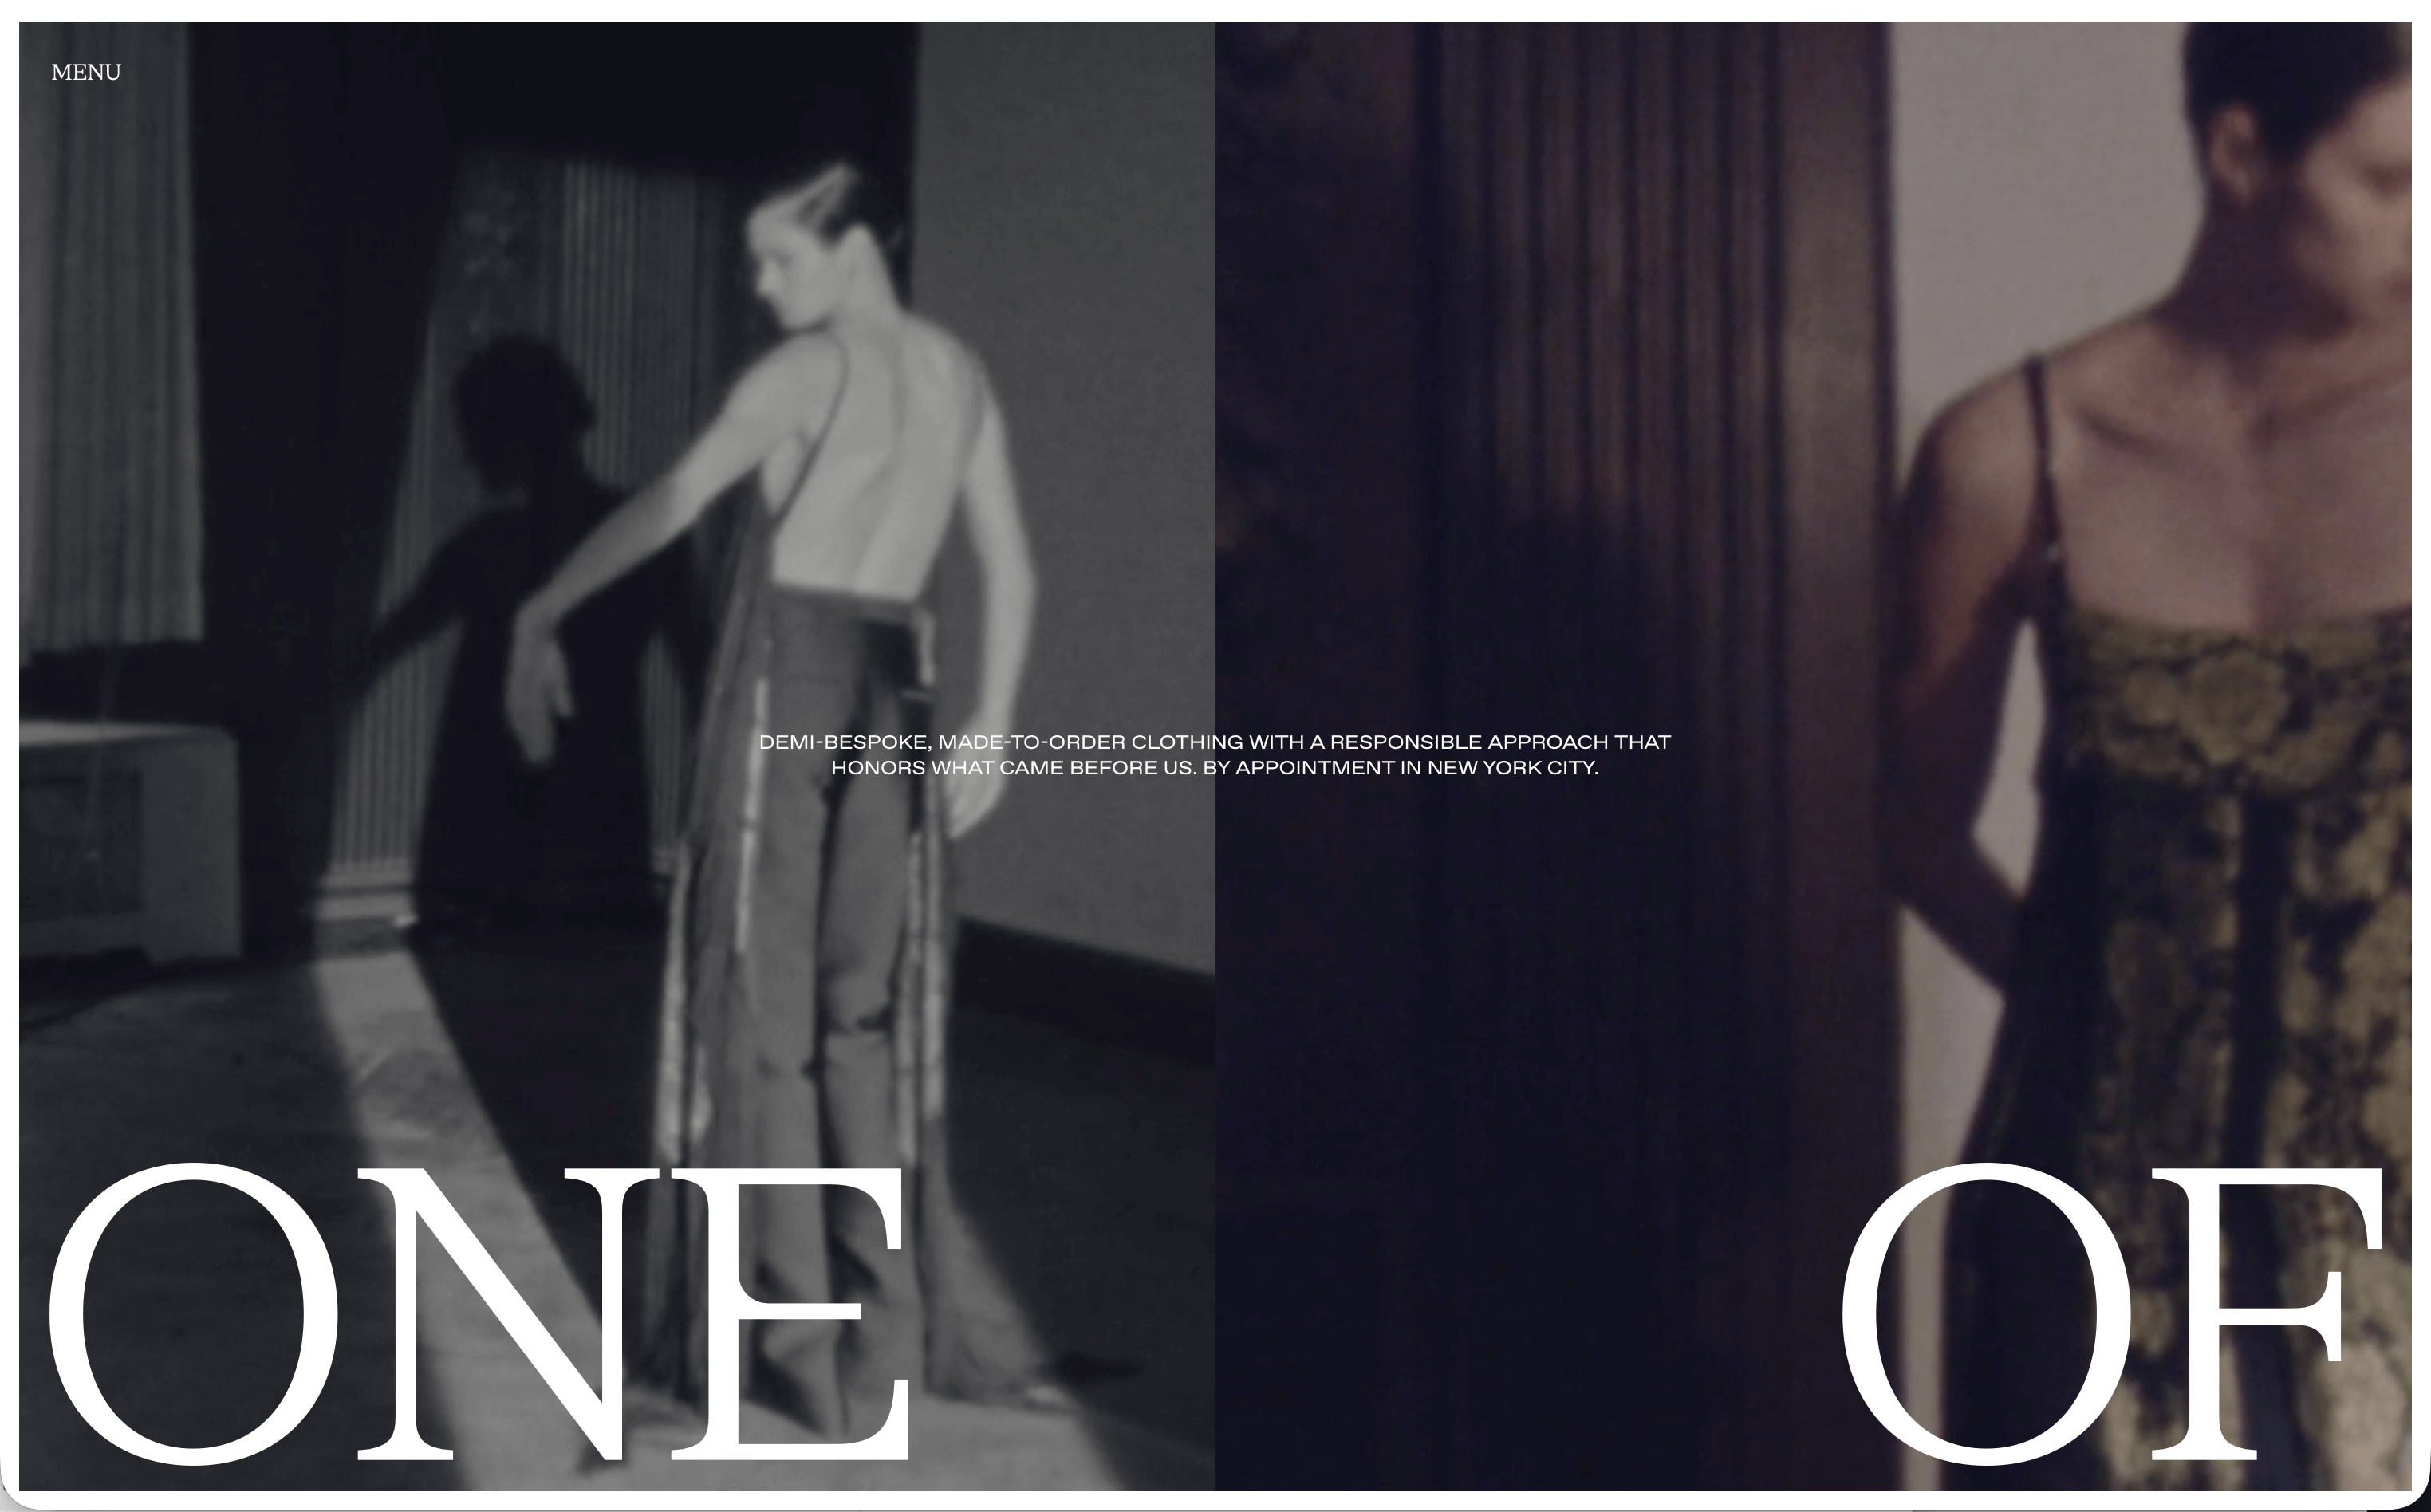 MENU
DEMI-BESPOKE, MADE-TO-ORDER CLOTHING WITH A RESPONSIBLE APPROACH THAT
HONORS WHAT CAME BEFORE US. BY APPOINTMENT IN NEW YORK CITY.
ONE OF